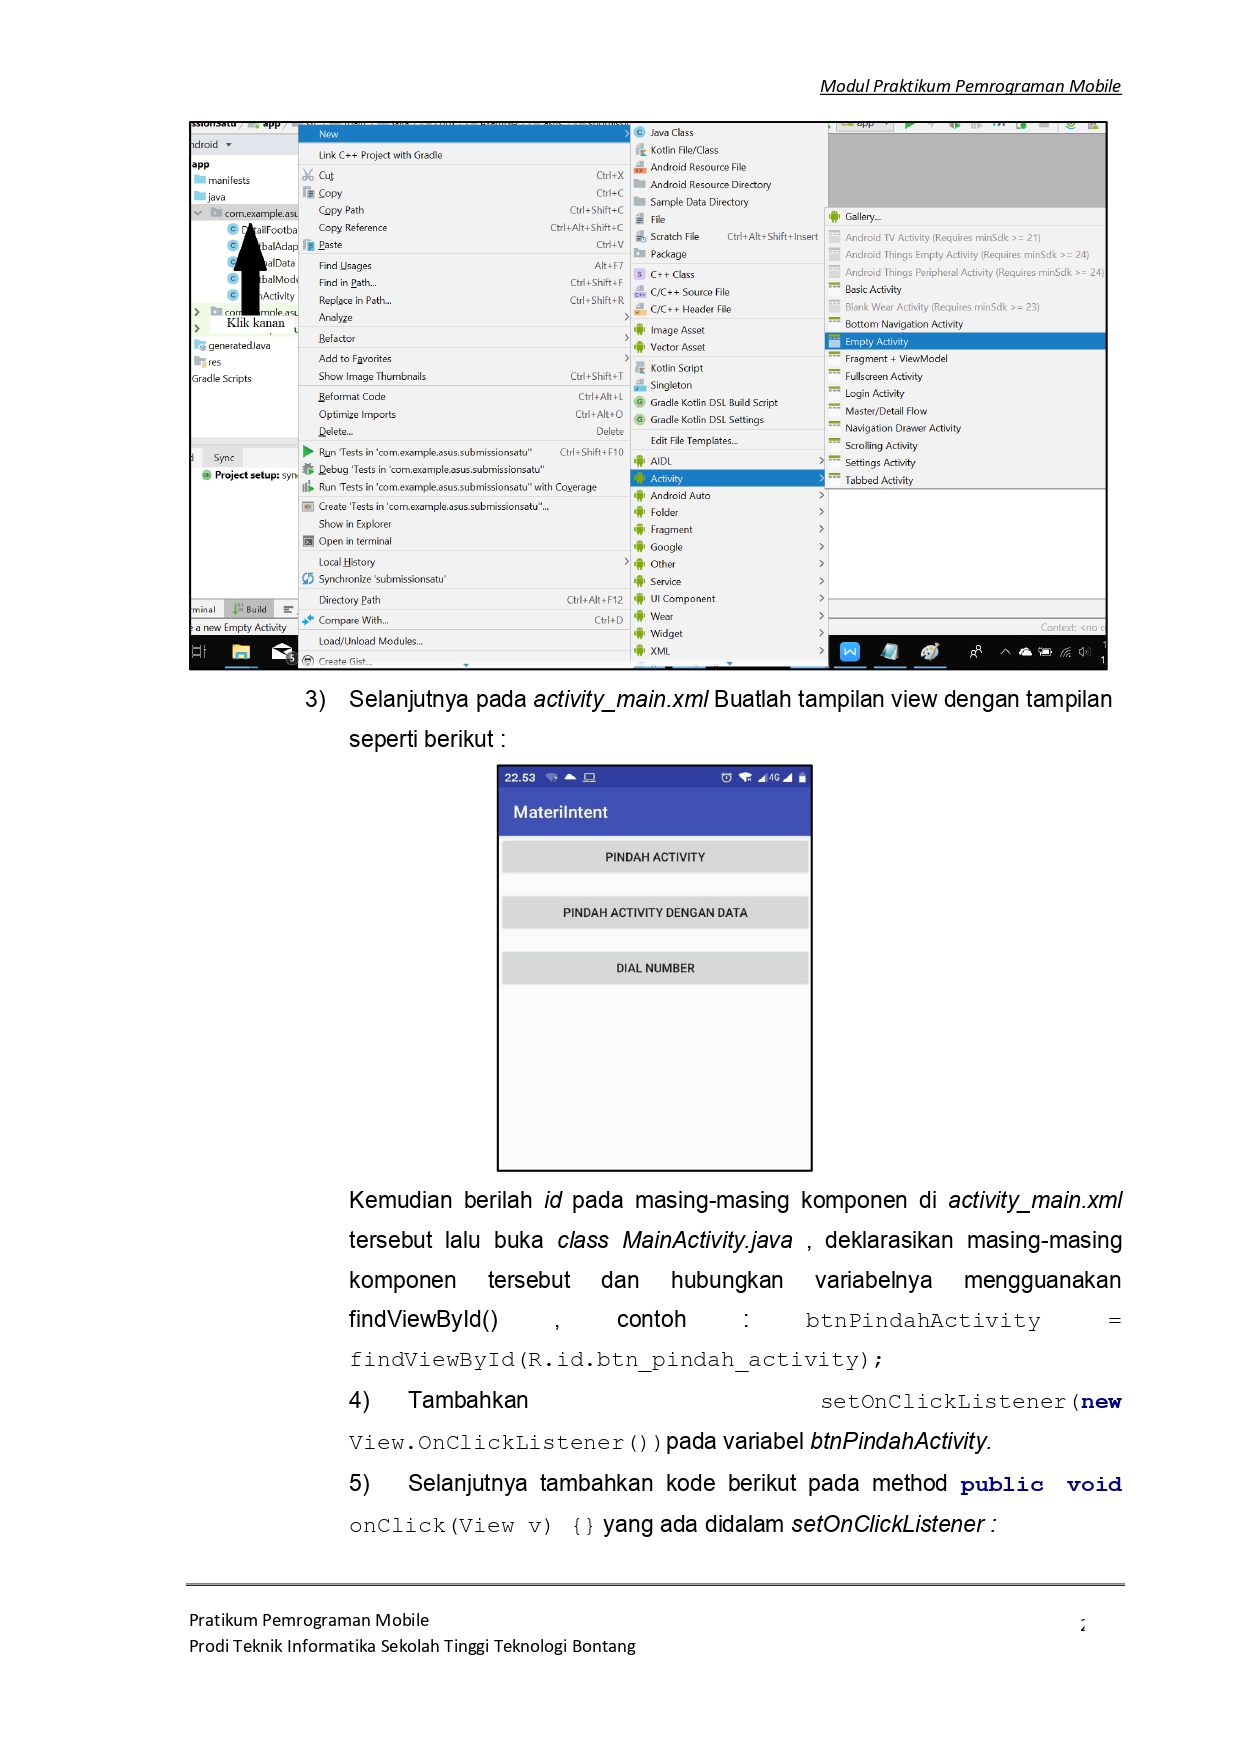 Modul Praktikum Pemrograman Mobile
app
ndroid
app
manifests
java
com.example.asu
generatedJava
res
Gradle Scripts
Klik kanan
Sync
Project setup: syn
Build
e a new Empty Activity
New
Link C++ Project with Gradle
Cut Ctrl+X
Copy Ctrl+C
Copy Path Ctrl+Shift+C
Copy Reference Ctrl+Alt+Shift+C
Paste Ctrl+V
Find Usages Alt+F7
Find in Path... Ctrl+Shift+F
Replace in Path... Ctrl+Shift+R
Analyze
Refactor
Add to Favorites
Show Image Thumbnails Ctrl+Shift+T
Reformat Code Ctrl+Alt+L
Optimize Imports Ctrl+Alt+O
Delete... Delete
Run 'Tests in 'com.example.asus.submissionsatu'' Ctrl+Shift+F10
Debug 'Tests in 'com.example.asus.submissionsatu''
Run 'Tests in 'com.example.asus.submissionsatu'' with Coverage
Create 'Tests in 'com.example.asus.submissionsatu''...
Show in Explorer
Open in terminal
Local History
Synchronize 'submissionsatu'
Directory Path Ctrl+Alt+F12
Compare With... Ctrl+D
Load/Unload Modules...
Create Gist...
Java Class
Kotlin File/Class
Android Resource File
Android Resource Directory
Sample Data Directory
File
Scratch File Ctrl+Alt+Shift+Insert
Package
C++ Class
C/C++ Source File
C/C++ Header File
Image Asset
Vector Asset
Kotlin Script
Singleton
Gradle Kotlin DSL Build Script
Gradle Kotlin DSL Settings
Edit File Templates...
AIDL
Activity
Android Auto
Folder
Fragment
Google
Other
Service
UI Component
Wear
Widget
XML
Gallery...
Android TV Activity (Requires minSdk >= 21)
Android Things Empty Activity (Requires minSdk >= 24)
Android Things Peripheral Activity (Requires minSdk >= 24)
Basic Activity
Blank Wear Activity (Requires minSdk >= 23)
Bottom Navigation Activity
Empty Activity
Fragment + ViewModel
Fullscreen Activity
Login Activity
Master/Detail Flow
Navigation Drawer Activity
Scrolling Activity
Settings Activity
Tabbed Activity
Context: <no c
3) Selanjutnya pada activity_main.xml Buatlah tampilan view dengan tampilan
seperti berikut :
22.53 4G
MateriIntent
PINDAH ACTIVITY
PINDAH ACTIVITY DENGAN DATA
DIAL NUMBER
Kemudian berilah id pada masing-masing komponen di activity_main.xml
tersebut lalu buka class MainActivity.java , deklarasikan masing-masing
komponen tersebut dan hubungkan variabelnya mengguanakan
findViewById() , contoh : btnPindahActivity =
findViewById(R.id.btn_pindah_activity);
4) Tambahkan setOnClickListener(new
View.OnClickListener())pada variabel btnPindahActivity.
5) Selanjutnya tambahkan kode berikut pada method public void
onClick(View v) {} yang ada didalam setOnClickListener :
Pratikum Pemrograman Mobile
Prodi Teknik Informatika Sekolah Tinggi Teknologi Bontang